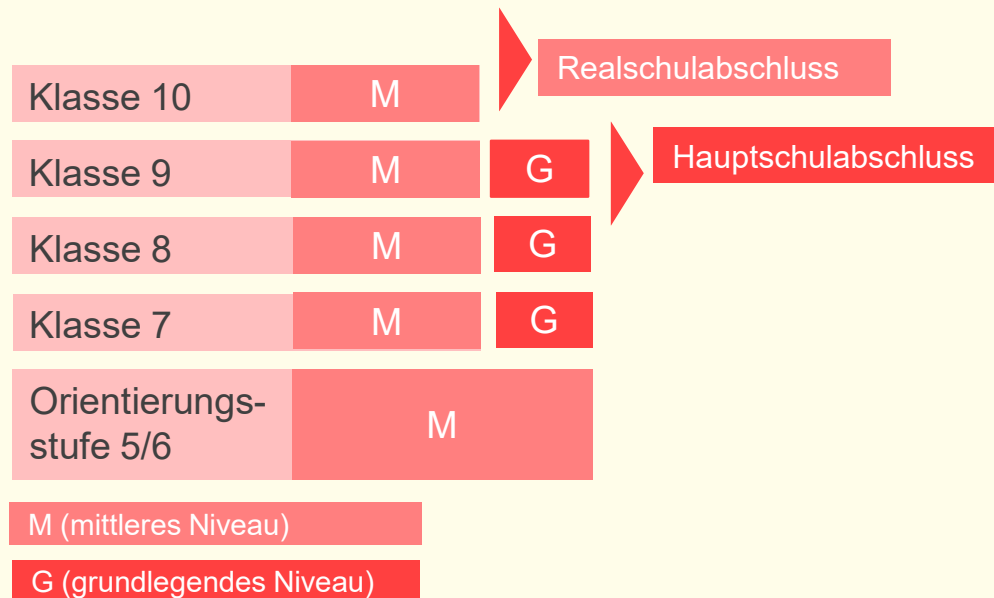 Realschulabschluss
Klasse 10 M
Hauptschulabschluss
Klasse 9 M G
Klasse 8 M G
Klasse 7 M G
Orientierungs-
stufe 5/6
M
M (mittleres Niveau)
G (grundlegendes Niveau)